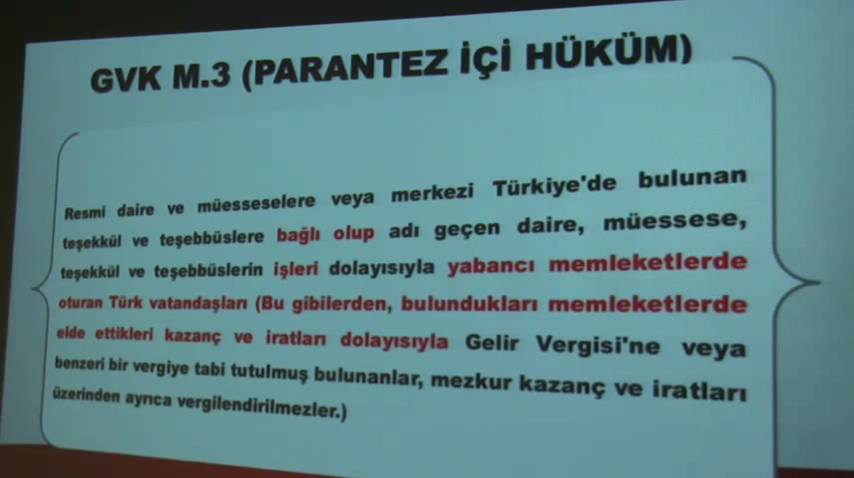 GVK M.3 (PARANTEZ İÇİ HÜKÜM)
Resmi daire ve müesseselere veya merkezi Türkiye'de bulunan
teşekkül ve teşebbüslere bağlı olup adı geçen daire, müessese,
teşekkül ve teşebbüslerin işleri dolayısıyla yabancı memleketlerde
oturan Türk vatandaşları (Bu gibilerden, bulundukları memleketlerde
elde ettikleri kazanç ve iratları dolayısıyla Gelir Vergisi'ne veya
benzeri bir vergiye tabi tutulmuş bulunanlar, mezkur kazanç ve iratları
üzerinden ayrıca vergilendirilmezler.)